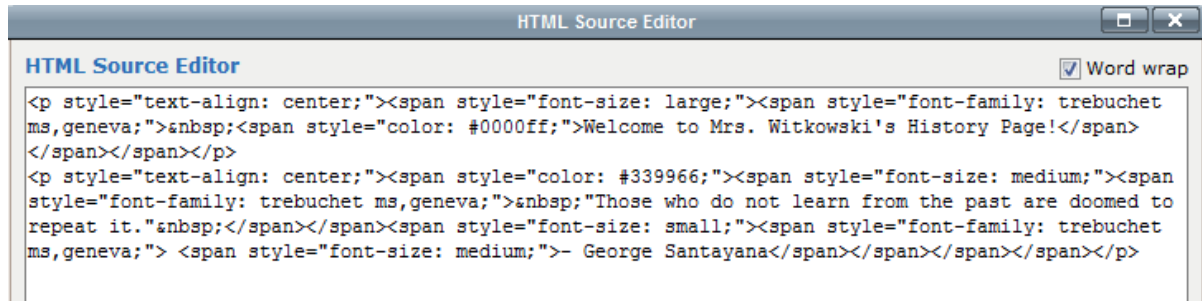 HTML Source Editor
HTML Source Editor
Word wrap
<p style="text-align: center;"><span style="font-size: large;"><span style="font-family: trebuchet
ms,geneva;">&nbsp;<span style="color: #0000ff;">Welcome to Mrs. Witkowski's History Page!</span>
</span></span></p>
<p style="text-align: center;"><span style="color: #339966;"><span style="font-size: medium;"><span
style="font-family: trebuchet ms,geneva;">&nbsp;"Those who do not learn from the past are doomed to
repeat it."&nbsp;</span></span><span style="font-size: small;"><span style="font-family: trebuchet
ms,geneva;"> <span style="font-size: medium;">- George Santayana</span></span></span></span></p>